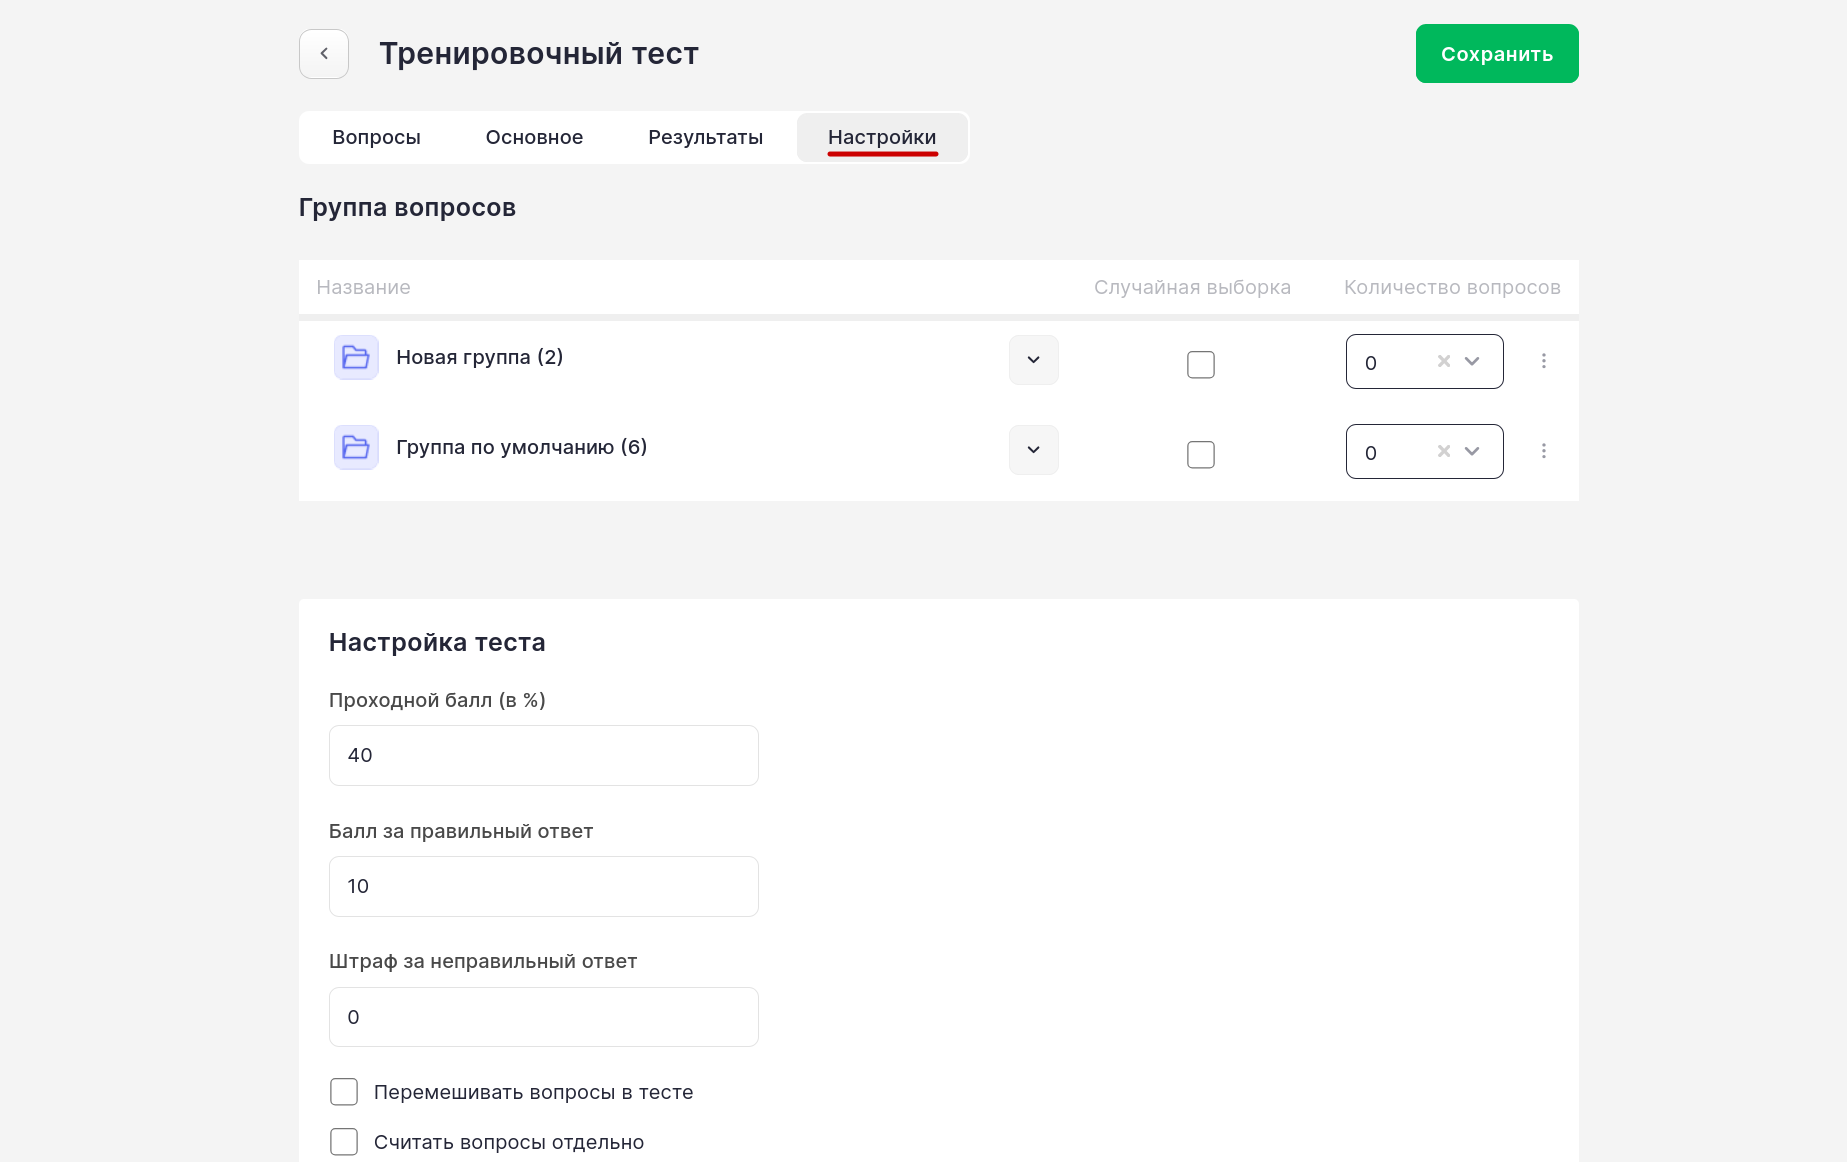 Тренировочный тест
Сохранить
Вопросы Основное Результаты Настройки
Группа вопросов
Название Случайная выборка Количество вопросов
Новая группа (2) 0
Группа по умолчанию (6) 0
Настройка теста
Проходной балл (в %)
40
Балл за правильный ответ
10
Штраф за неправильный ответ
0
Перемешивать вопросы в тесте
Считать вопросы отдельно